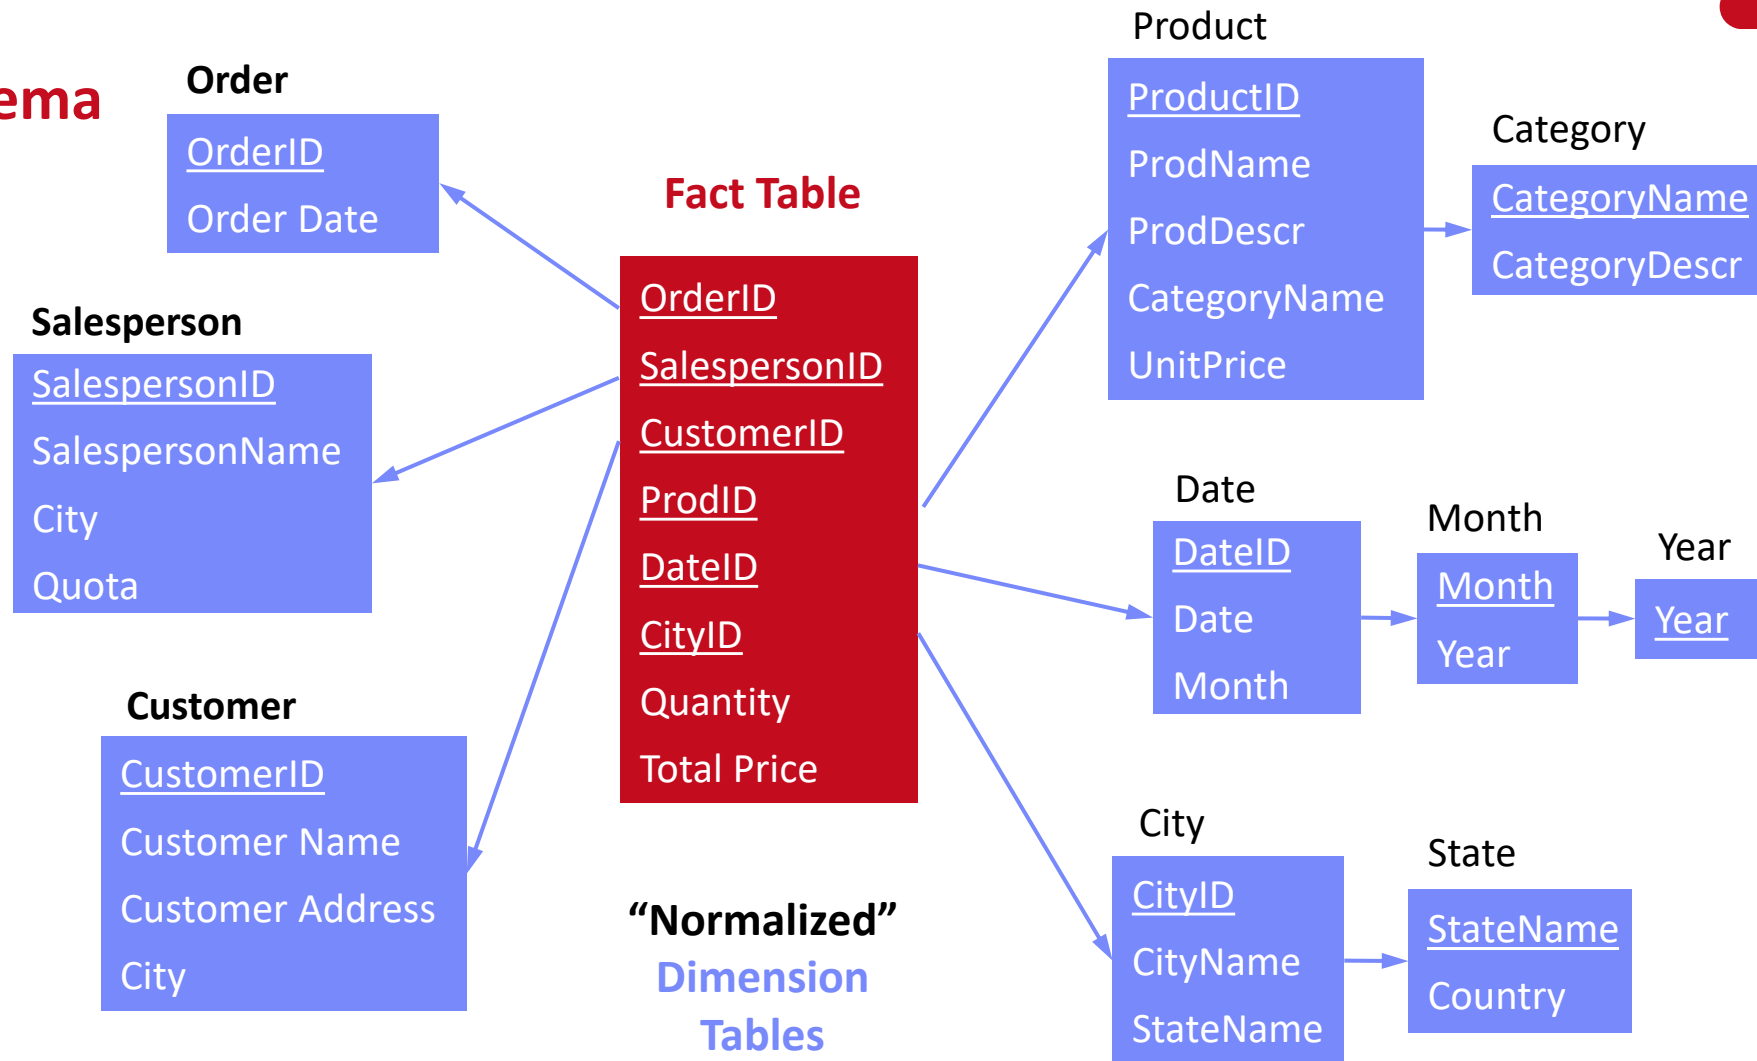 ema
Order
OrderID
Order Date
Salesperson
SalespersonID
SalespersonName
City
Quota
Customer
CustomerID
Customer Name
Customer Address
City
Fact Table
OrderID
SalespersonID
CustomerID
ProdID
DateID
CityID
Quantity
Total Price
“Normalized”
Dimension
Tables
Product
ProductID
ProdName
ProdDescr
CategoryName
UnitPrice
Category
CategoryName
CategoryDescr
Date
DateID
Date
Month
Month
Month
Year
Year
Year
City
CityID
CityName
StateName
State
StateName
Country